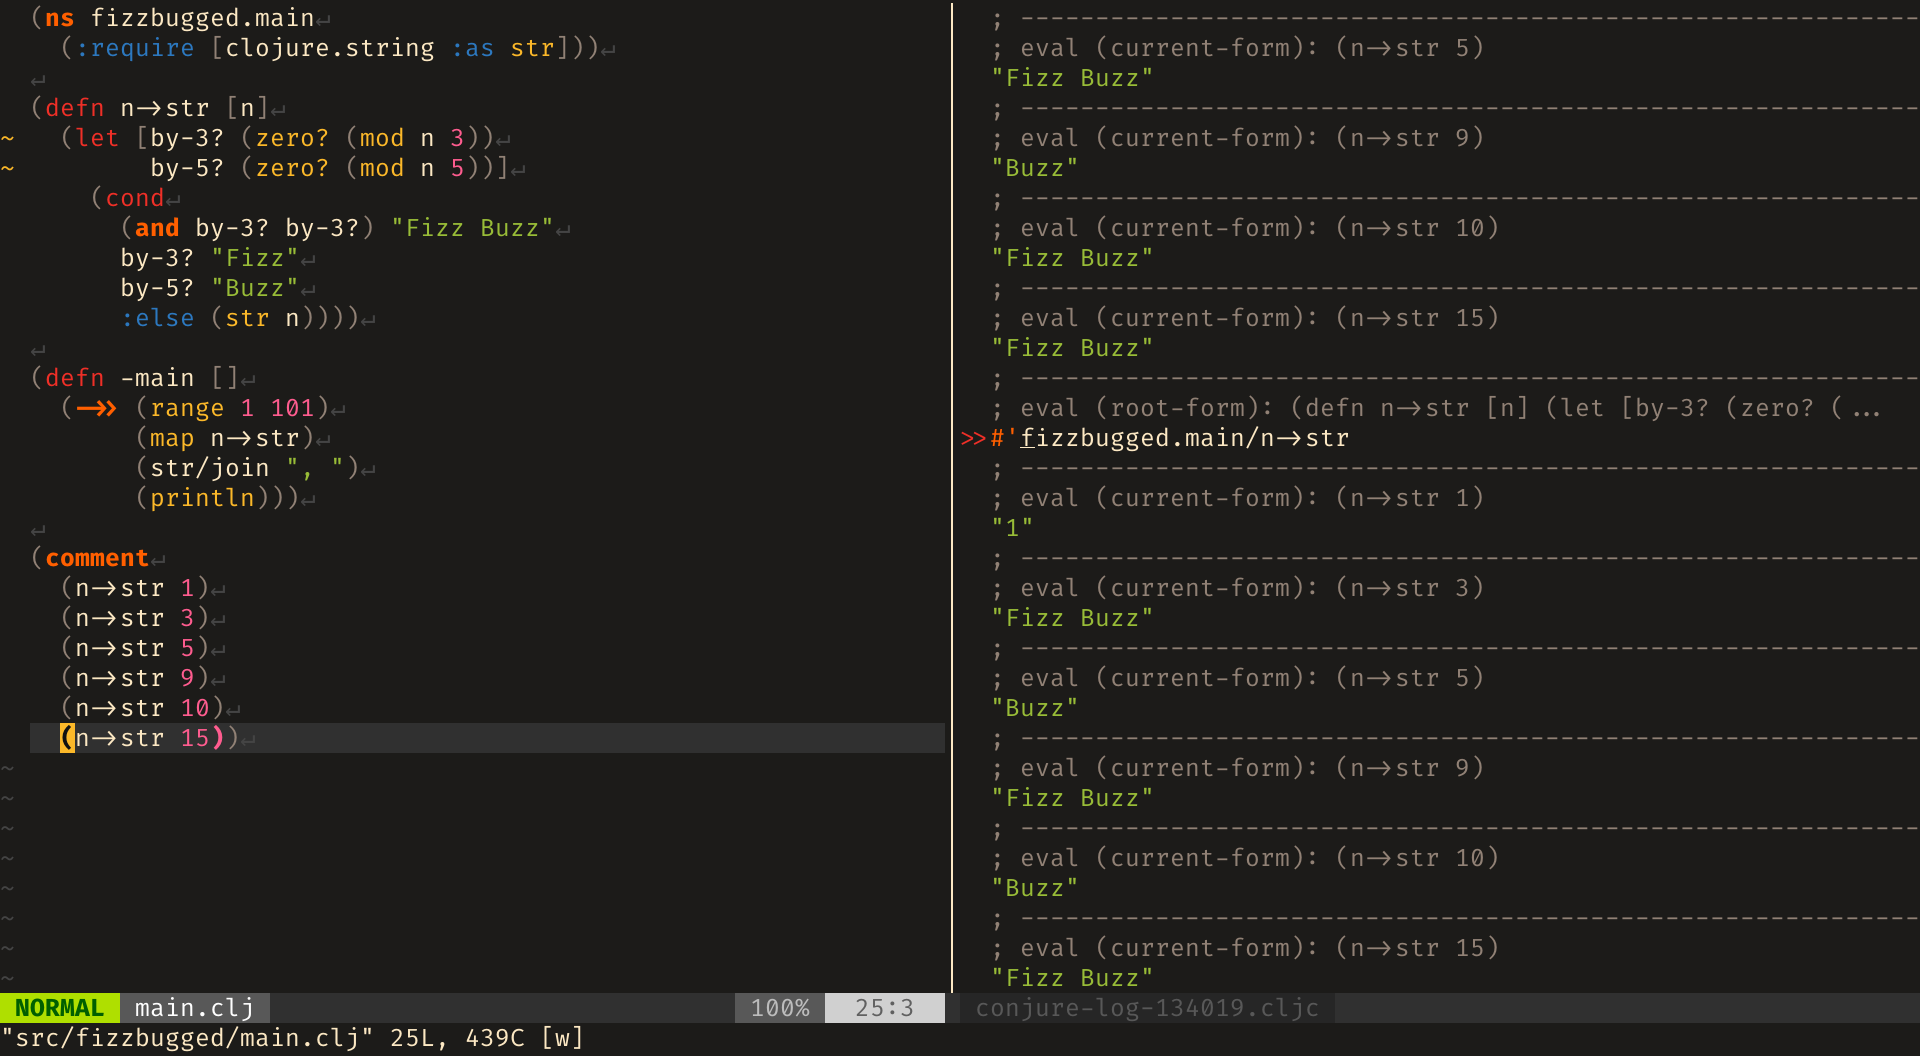 (ns fizzbugged.main↵
  (:require [clojure.string :as str]))↵
↵
(defn n->str [n]↵
~ (let [by-3? (zero? (mod n 3))↵
~       by-5? (zero? (mod n 5))]↵
    (cond↵
      (and by-3? by-3?) "Fizz Buzz"↵
      by-3? "Fizz"↵
      by-5? "Buzz"↵
      :else (str n))))↵
↵
(defn -main []↵
  (->> (range 1 101)↵
       (map n->str)↵
       (str/join ", ")↵
       (println)))↵
↵
(comment↵
  (n->str 1)↵
  (n->str 3)↵
  (n->str 5)↵
  (n->str 9)↵
  (n->str 10)↵
  (n->str 15))↵
~
~
~
~
~
~
~
~
NORMAL main.clj 100% 25:3
"src/fizzbugged/main.clj" 25L, 439C [w]
; ------------------------------------------------------------
; eval (current-form): (n->str 5)
"Fizz Buzz"
; ------------------------------------------------------------
; eval (current-form): (n->str 9)
"Buzz"
; ------------------------------------------------------------
; eval (current-form): (n->str 10)
"Fizz Buzz"
; ------------------------------------------------------------
; eval (current-form): (n->str 15)
"Fizz Buzz"
; ------------------------------------------------------------
; eval (root-form): (defn n->str [n] (let [by-3? (zero? (...
>>#'fizzbugged.main/n->str
; ------------------------------------------------------------
; eval (current-form): (n->str 1)
"1"
; ------------------------------------------------------------
; eval (current-form): (n->str 3)
"Fizz Buzz"
; ------------------------------------------------------------
; eval (current-form): (n->str 5)
"Buzz"
; ------------------------------------------------------------
; eval (current-form): (n->str 9)
"Fizz Buzz"
; ------------------------------------------------------------
; eval (current-form): (n->str 10)
"Buzz"
; ------------------------------------------------------------
; eval (current-form): (n->str 15)
"Fizz Buzz"
conjure-log-134019.cljc